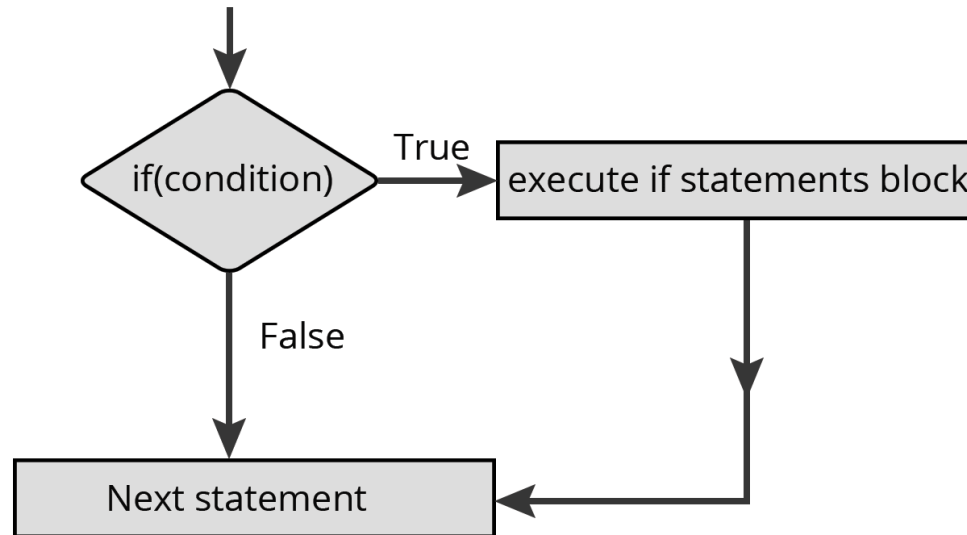 if(condition)
True
execute if statements block
False
Next statement